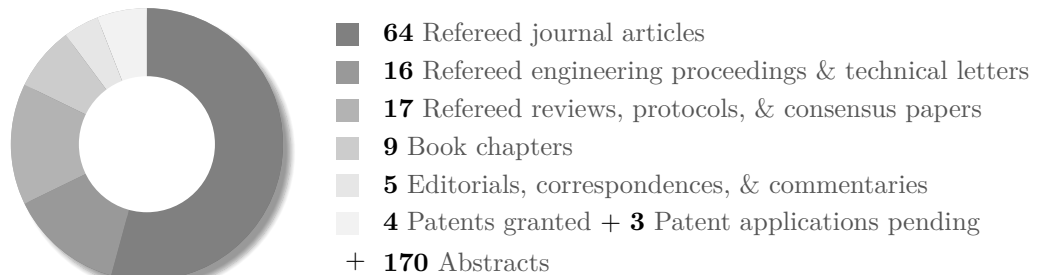 64 Refereed journal articles
16 Refereed engineering proceedings & technical letters
17 Refereed reviews, protocols, & consensus papers
9 Book chapters
5 Editorials, correspondences, & commentaries
4 Patents granted + 3 Patent applications pending
+ 170 Abstracts